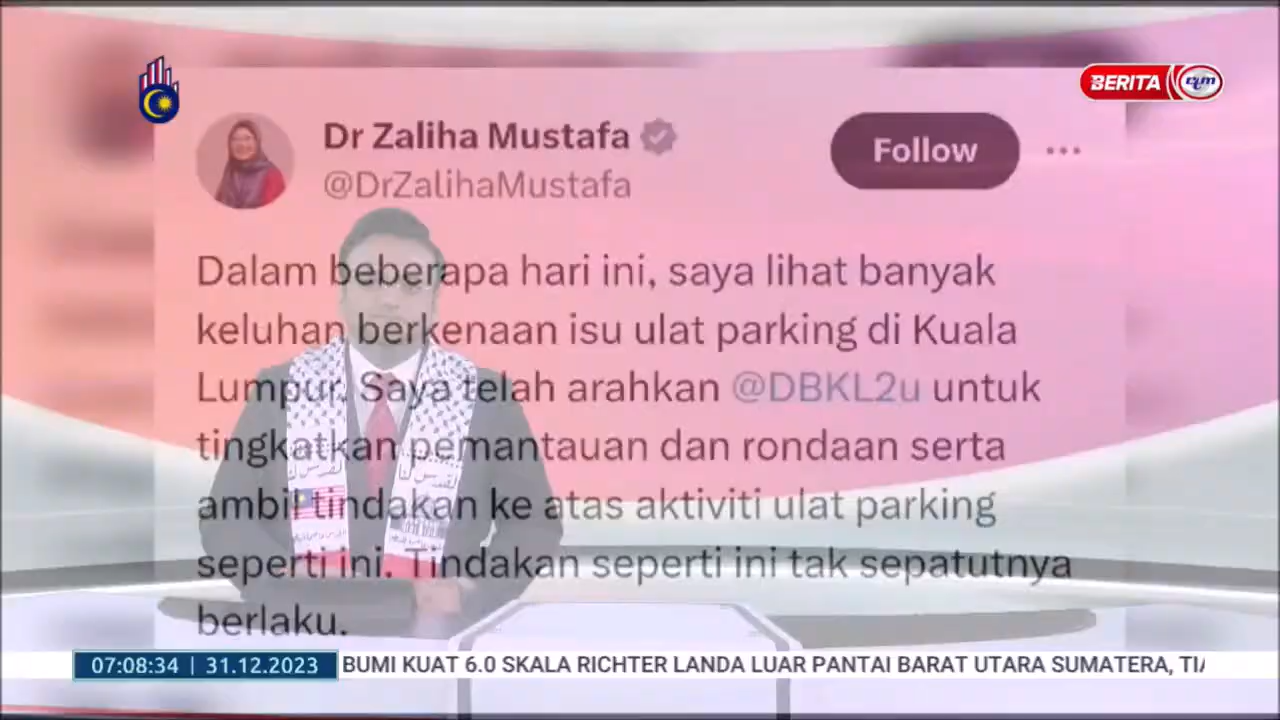 BERITA rtm
Dr Zaliha Mustafa
@DrZalihaMustafa
Follow
Dalam beberapa hari ini, saya lihat banyak
keluhan berkenaan isu ulat parking di Kuala
Lumpur. Saya telah arahkan @DBKL2u untuk
tingkatkan pemantauan dan rondaan serta
ambil tindakan ke atas aktiviti ulat parking
seperti ini. Tindakan seperti ini tak sepatutnya
berlaku.
07:08:34 | 31.12.2023 BUMI KUAT 6.0 SKALA RICHTER LANDA LUAR PANTAI BARAT UTARA SUMATERA,